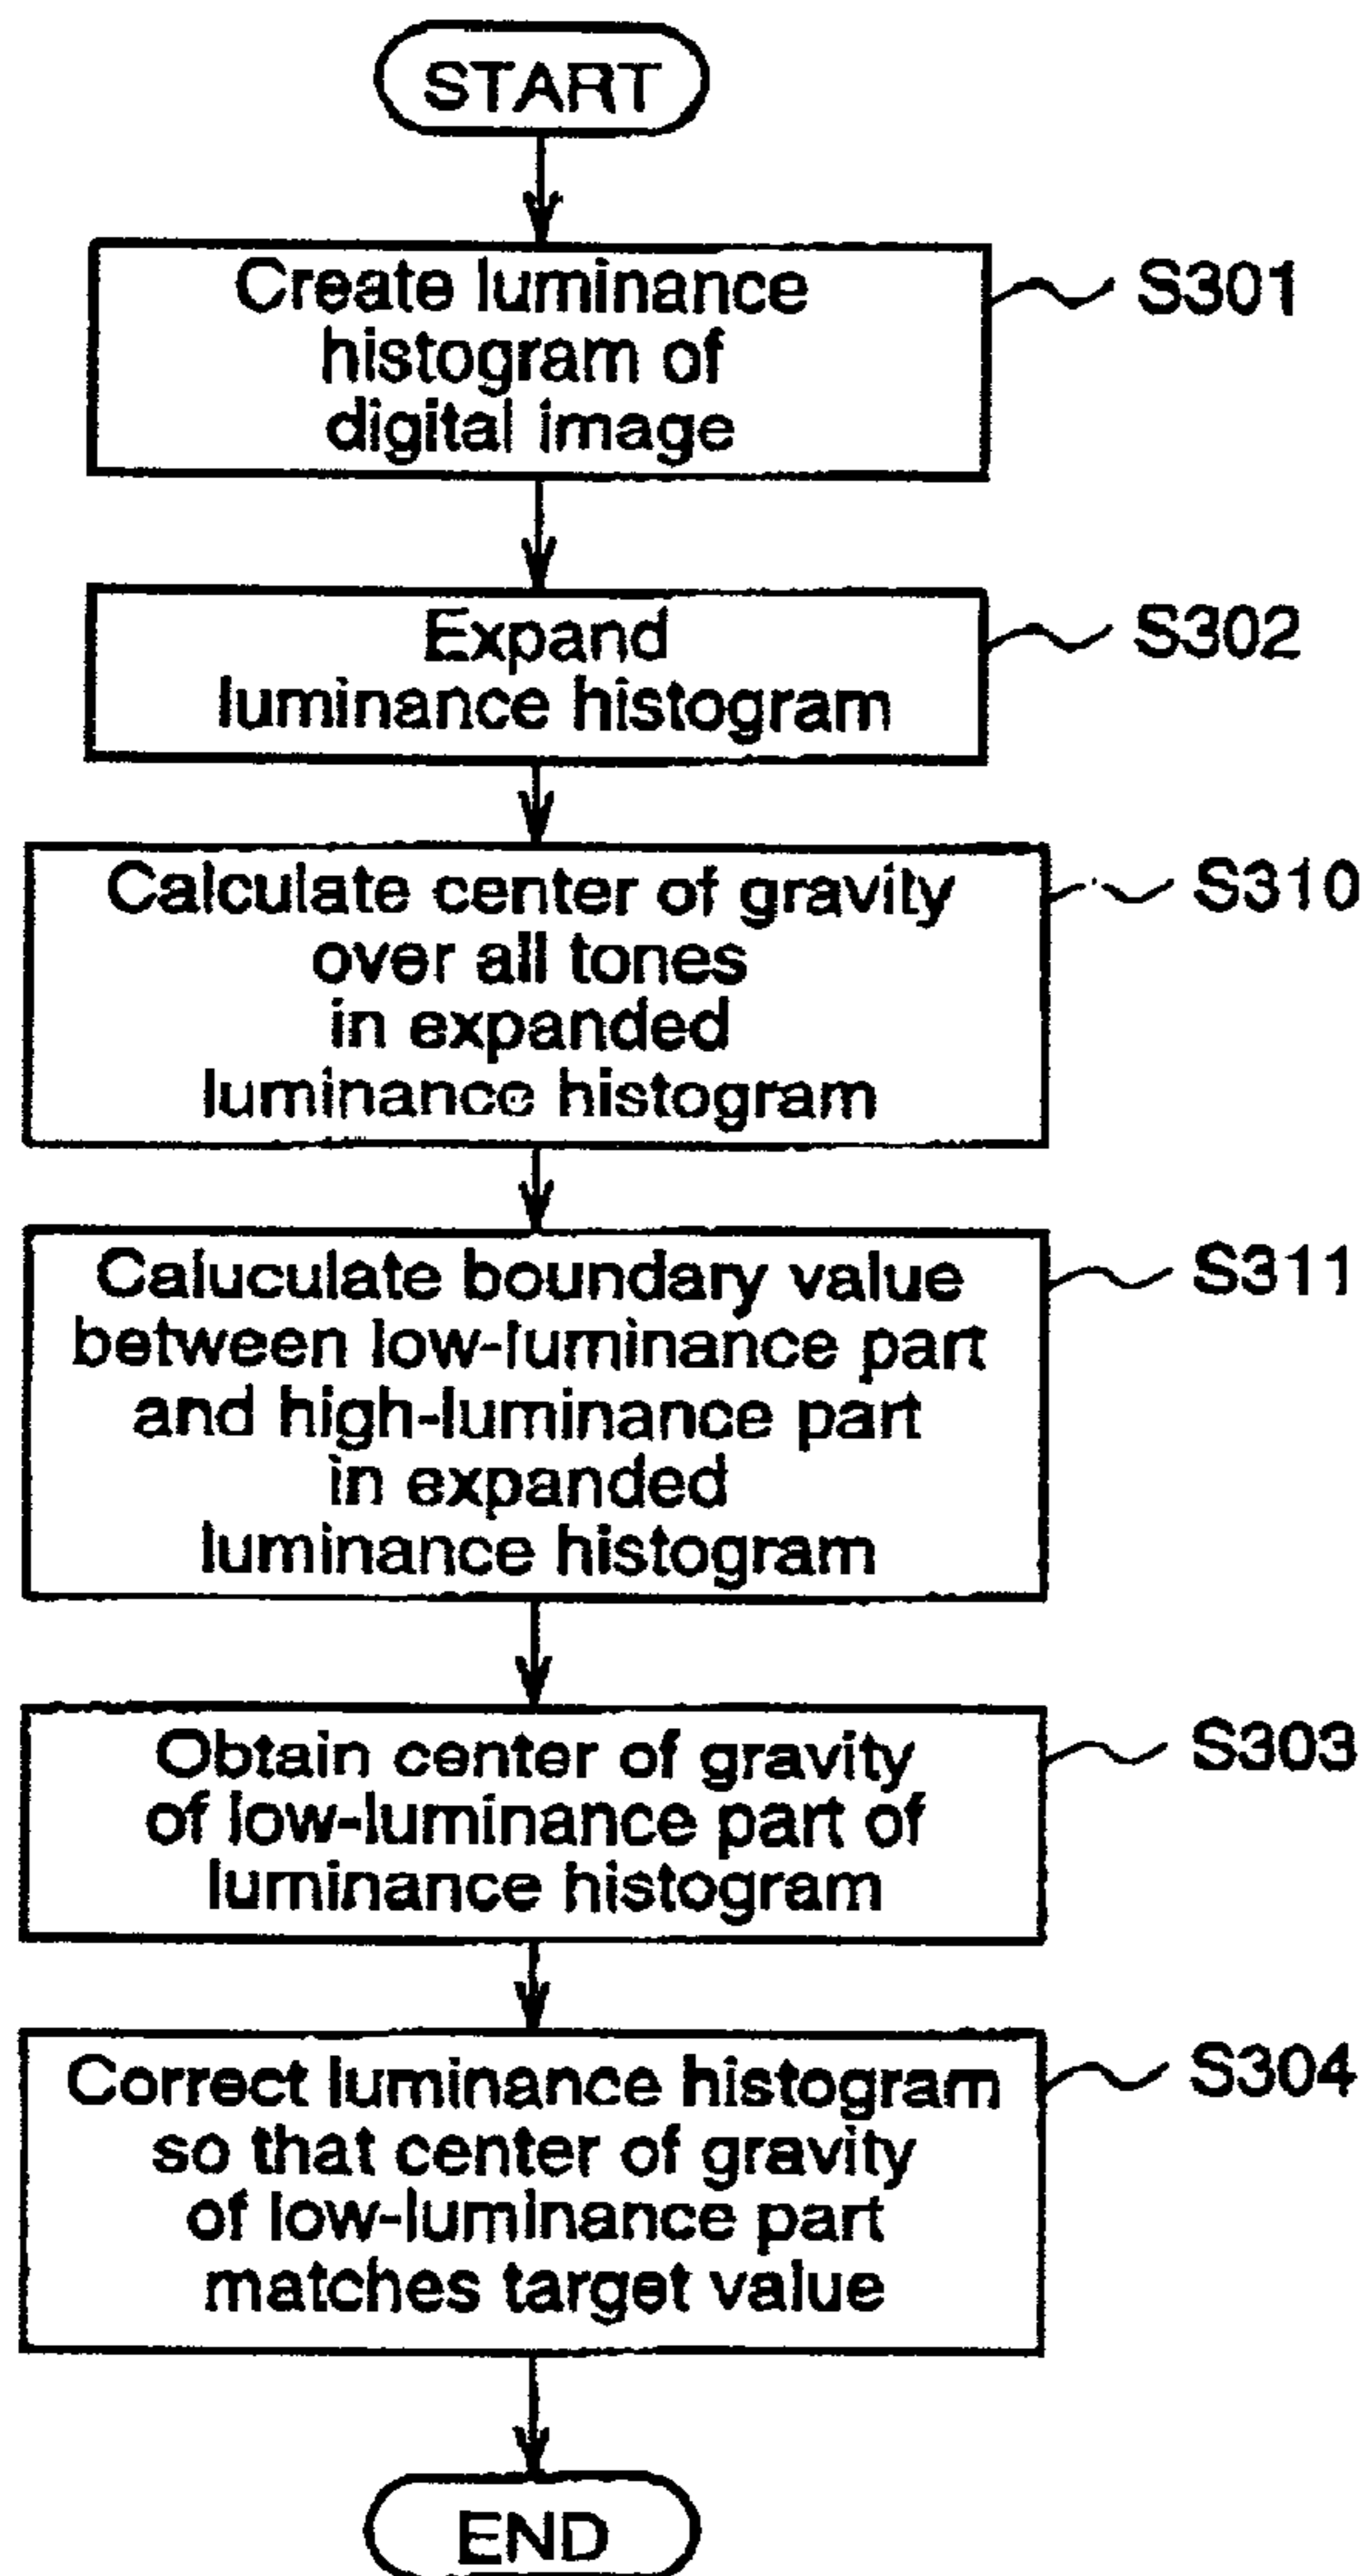 START
Create luminance
histogram of
digital image
S301
Expand
luminance histogram
S302
Calculate center of gravity
over all tones
in expanded
luminance histogram
S310
Caluculate boundary value
between low-luminance part
and high-luminance part
in expanded
luminance histogram
S311
Obtain center of gravity
of low-luminance part of
luminance histogram
S303
Correct luminance histogram
so that center of gravity
of low-luminance part
matches target value
S304
END